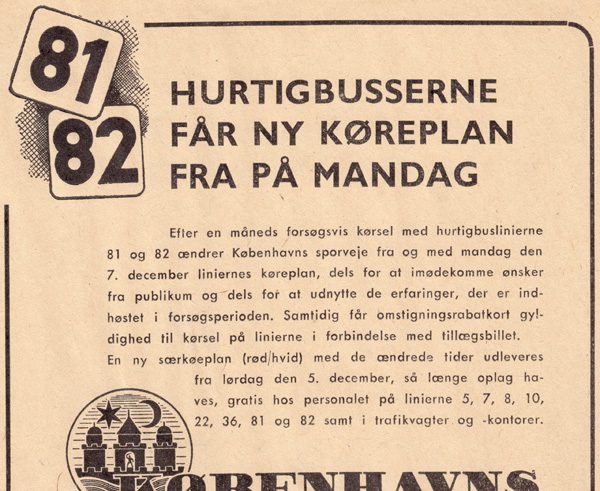 81
82
HURTIGBUSSERNE
FÅR NY KØREPLAN
FRA PÅ MANDAG
Efter en måneds forsøgsvis kørsel med hurtigbuslinierne
81 og 82 ændrer Københavns sporveje fra og med mandag den
7. december liniernes køreplan, dels for at imødekomme ønsker
fra publikum og dels for at udnytte de erfaringer, der er ind-
høstet i forsøgsperioden. Samtidig får omstigningsrabatkort gyl-
dighed til kørsel på linierne i forbindelse med tillægsbillet.
En ny særkøeplan (rød/hvid) med de ændrede tider udleveres
fra lørdag den 5. december, så længe oplag ha-
ves, gratis hos personalet på linierne 5, 7, 8, 10,
22, 36, 81 og 82 samt i trafikvagter og -kontorer.
KØBENHAVNS